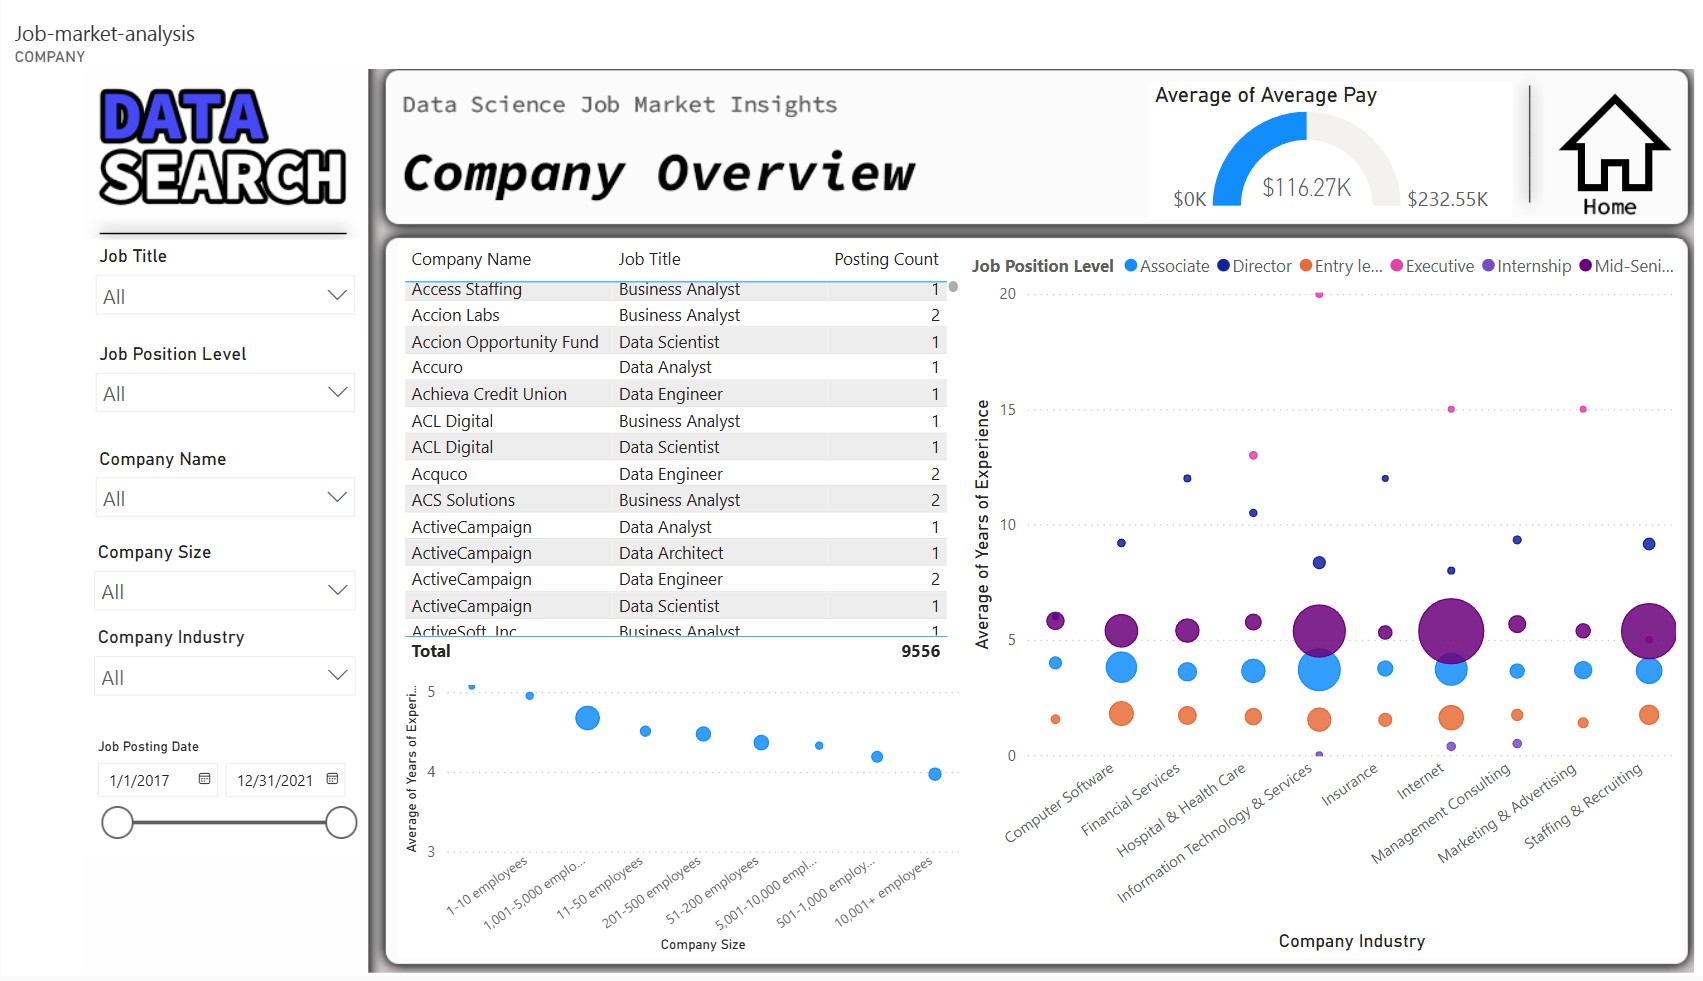 Job-market-analysis
COMPANY
DATA
SEARCH
Job Title
All
Job Position Level
All
Company Name
All
Company Size
All
Company Industry
All
Job Posting Date
1/1/2017
12/31/2021
Data Science Job Market Insights
Company Overview
Average of Average Pay
$0K
$116.27K
$232.55K
Home
Company Name Job Title Posting Count
Access Staffing Business Analyst 1
Accion Labs Business Analyst 2
Accion Opportunity Fund Data Scientist 1
Accuro Data Analyst 1
Achieva Credit Union Data Engineer 1
ACL Digital Business Analyst 1
ACL Digital Data Scientist 1
Acquco Data Engineer 2
ACS Solutions Business Analyst 2
ActiveCampaign Data Analyst 1
ActiveCampaign Data Architect 1
ActiveCampaign Data Engineer 2
ActiveCampaign Data Scientist 1
ActiveSoft, Inc Business Analyst 1
Total 9556
Average of Years of Experi...
5
4
3
1-10 employees
1,001-5,000 emplo...
11-50 employees
201-500 employees
51-200 employees
5,001-10,000 empl...
501-1,000 employ...
10,001+ employees
Company Size
Job Position Level Associate Director Entry le... Executive Internship Mid-Seni...
Average of Years of Experience
20
15
10
5
0
Computer Software
Financial Services
Hospital & Health Care
Information Technology & Services
Insurance
Internet
Management Consulting
Marketing & Advertising
Staffing & Recruiting
Company Industry